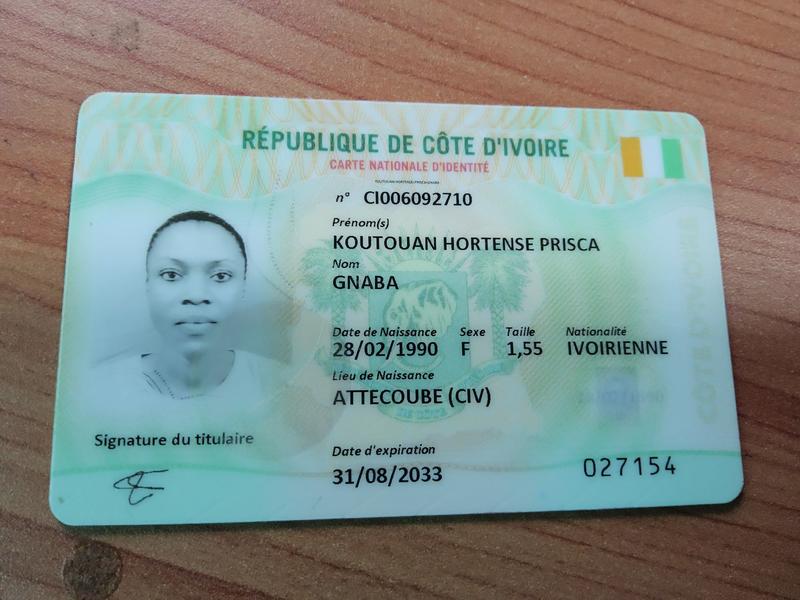 RÉPUBLIQUE DE CÔTE D'IVOIRE
CARTE NATIONALE D'IDENTITÉ
n° CI006092710
Prénom(s)
KOUTOUAN HORTENSE PRISCA
Nom
GNABA
Date de Naissance Sexe Taille Nationalité
28/02/1990 F 1,55 IVOIRIENNE
Lieu de Naissance
ATTECOUBE (CIV)
Signature du titulaire
Date d'expiration
31/08/2033
027154